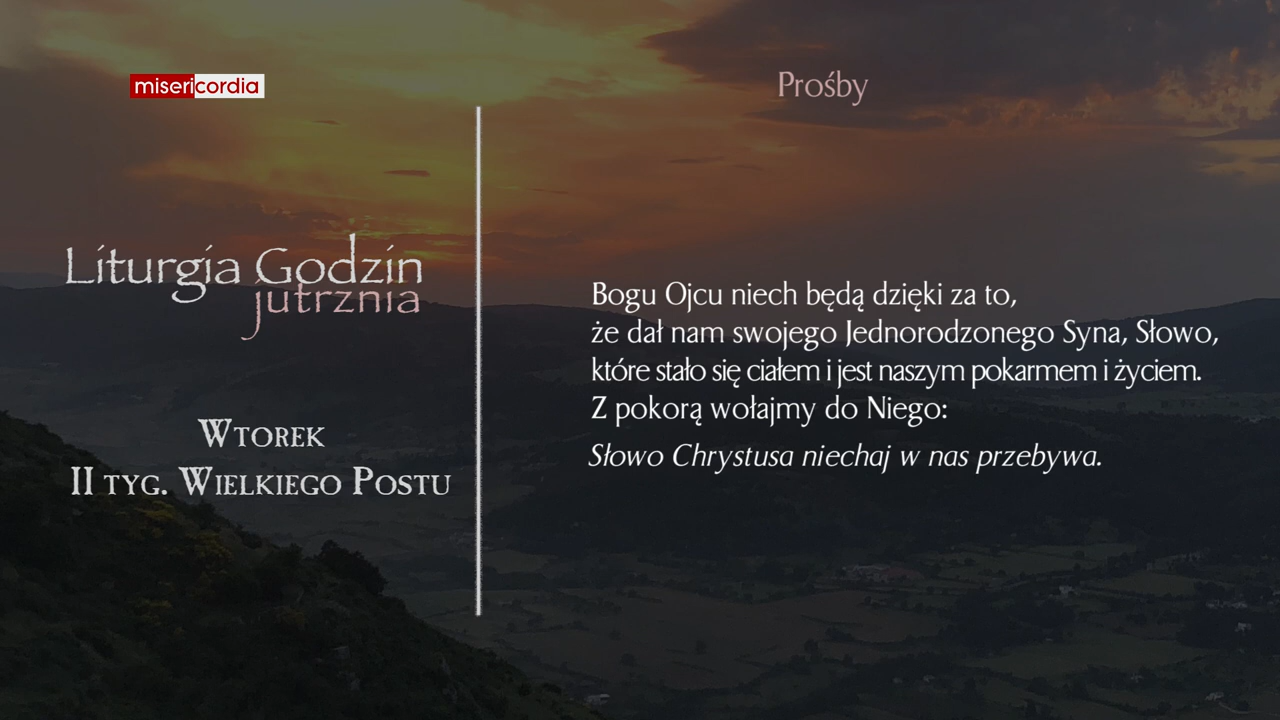 misericordia
Liturgia Godzin
jutrznia
Wtorek
II tyg. Wielkiego Postu
Prośby
Bogu Ojcu niech będą dzięki za to,
że dał nam swojego Jednorodzonego Syna, Słowo,
które stało się ciałem i jest naszym pokarmem i życiem.
Z pokorą wołajmy do Niego:
Słowo Chrystusa niechaj w nas przebywa.